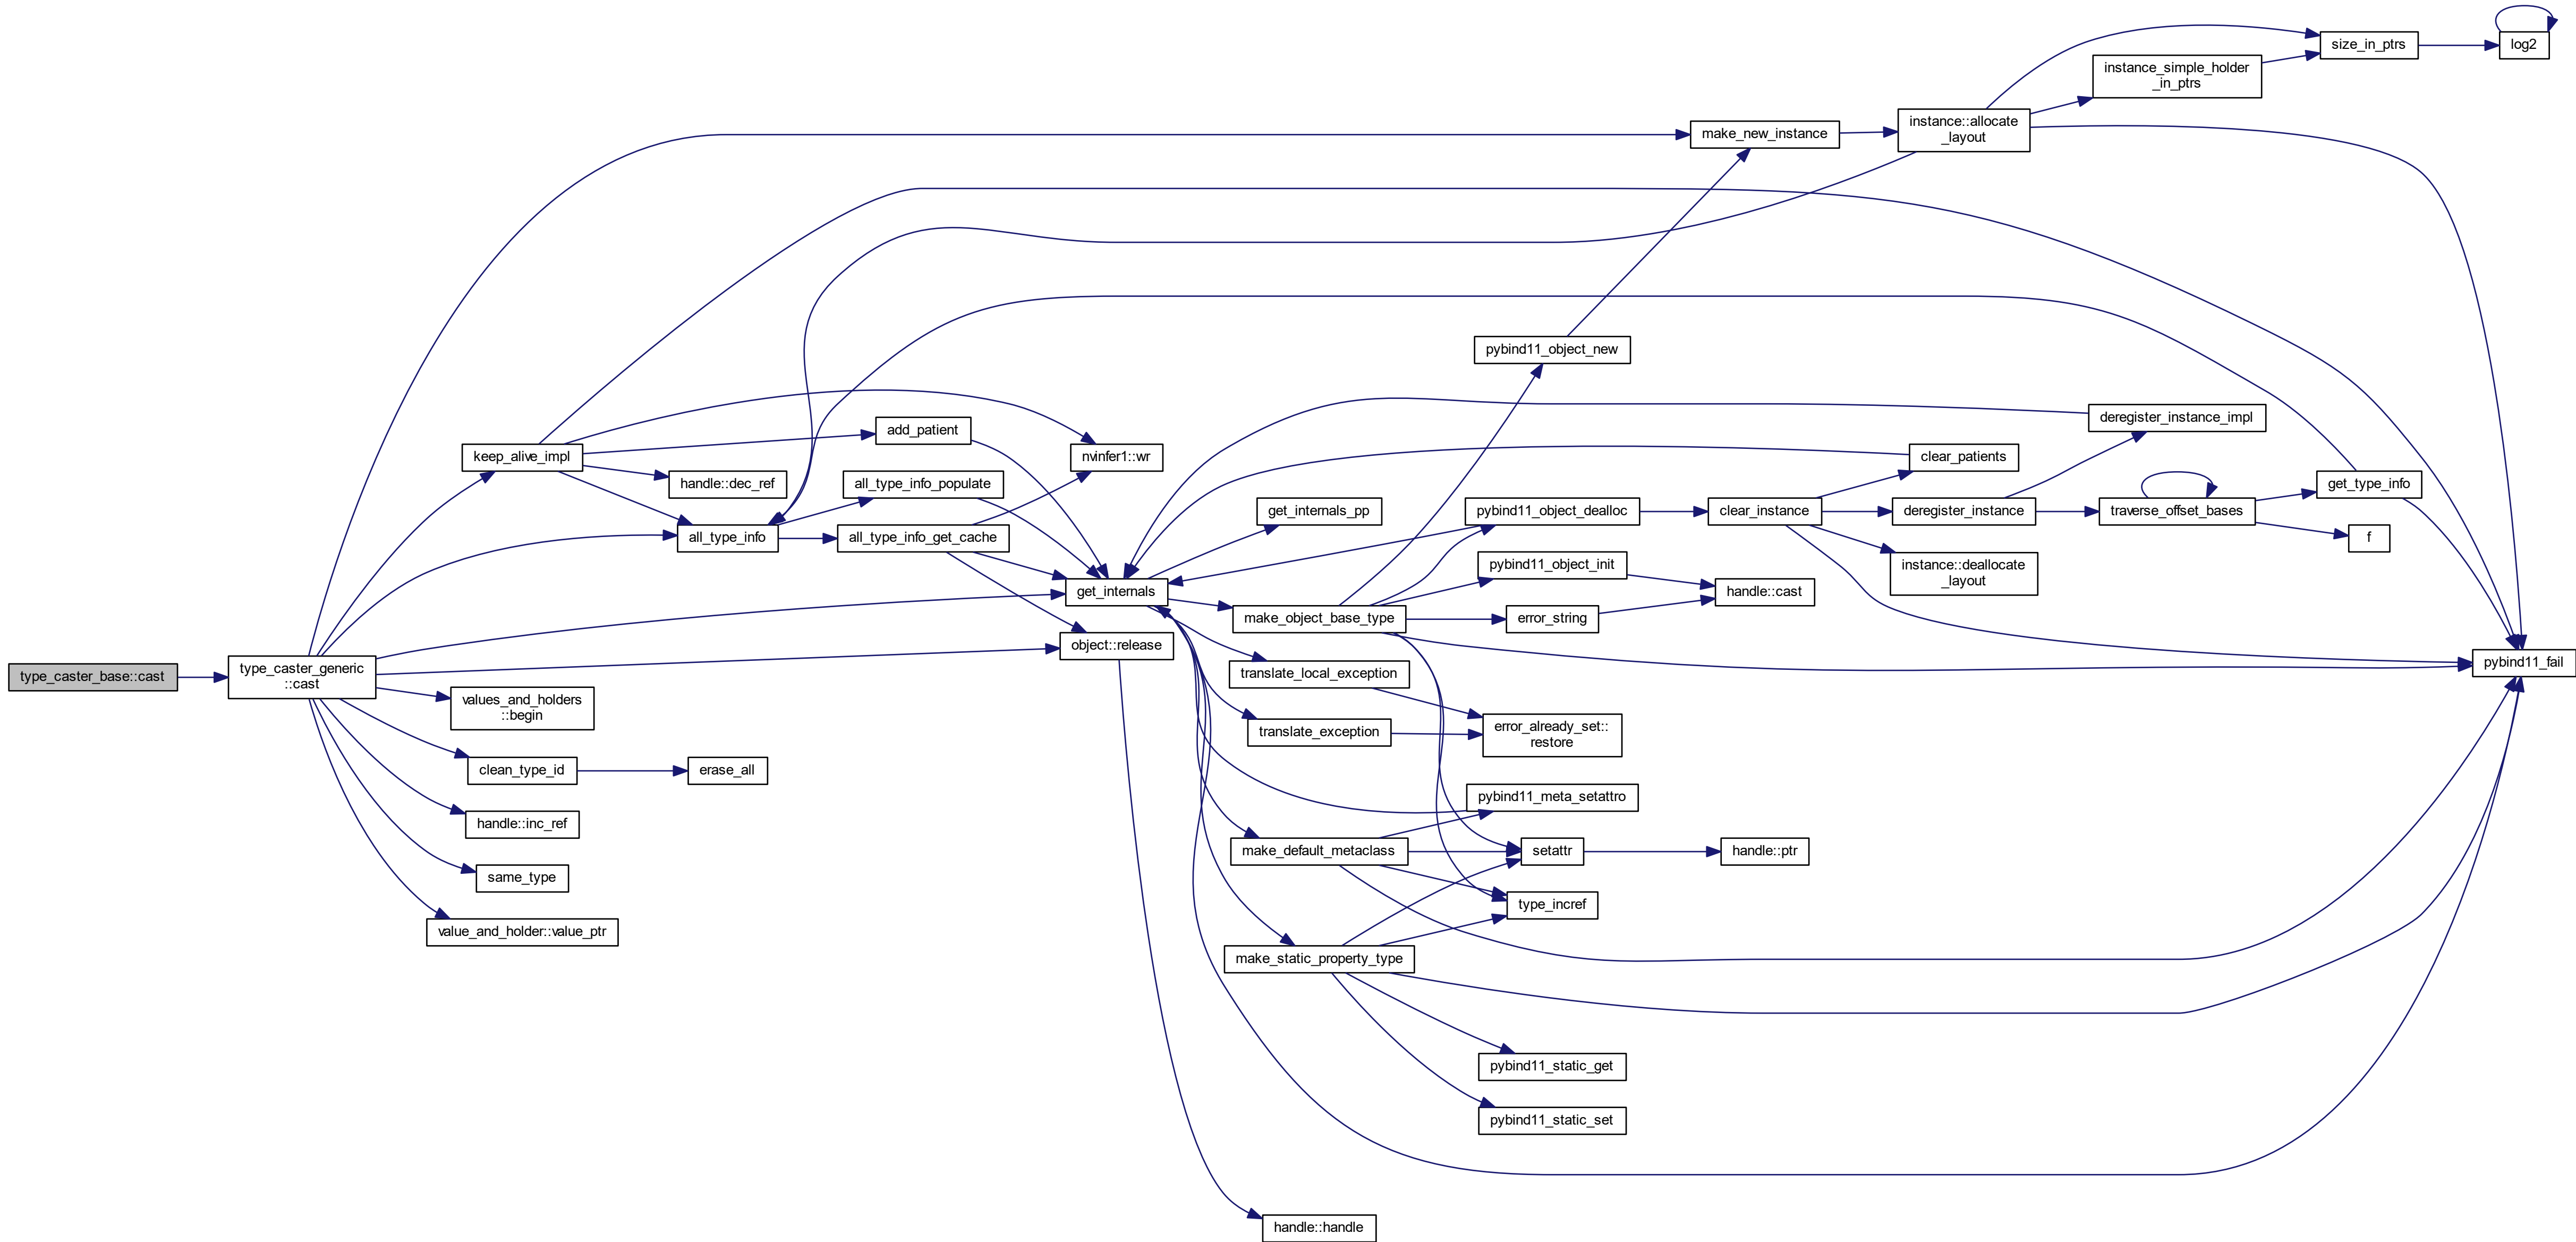 type_caster_base::cast
type_caster_generic
::cast
keep_alive_impl
values_and_holders
::begin
clean_type_id
handle::inc_ref
same_type
value_and_holder::value_ptr
handle::dec_ref
all_type_info
erase_all
add_patient
all_type_info_populate
all_type_info_get_cache
nvinfer1::wr
get_internals
object::release
get_internals_pp
make_object_base_type
translate_local_exception
translate_exception
make_default_metaclass
make_static_property_type
handle::handle
pybind11_object_new
pybind11_object_dealloc
pybind11_object_init
error_string
error_already_set::
restore
pybind11_meta_setattro
setattr
type_incref
pybind11_static_get
pybind11_static_set
make_new_instance
clear_instance
handle::cast
handle::ptr
instance::allocate
_layout
clear_patients
deregister_instance
instance::deallocate
_layout
instance_simple_holder
_in_ptrs
deregister_instance_impl
traverse_offset_bases
size_in_ptrs
get_type_info
f
log2
pybind11_fail